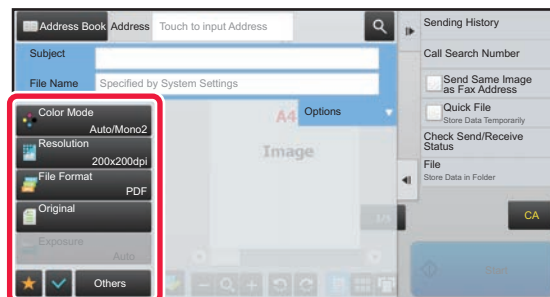 Address Book
Address
Touch to input Address
Subject
File Name
Specified by System Settings
Color Mode
Auto/Mono2
Resolution
200x200dpi
File Format
PDF
Original
Exposure
Auto
Others
A4
Options
Image
1/1
Sending History
Call Search Number
Send Same Image
as Fax Address
Quick File
Store Data Temporarily
Check Send/Receive
Status
File
Store Data in Folder
CA
Start